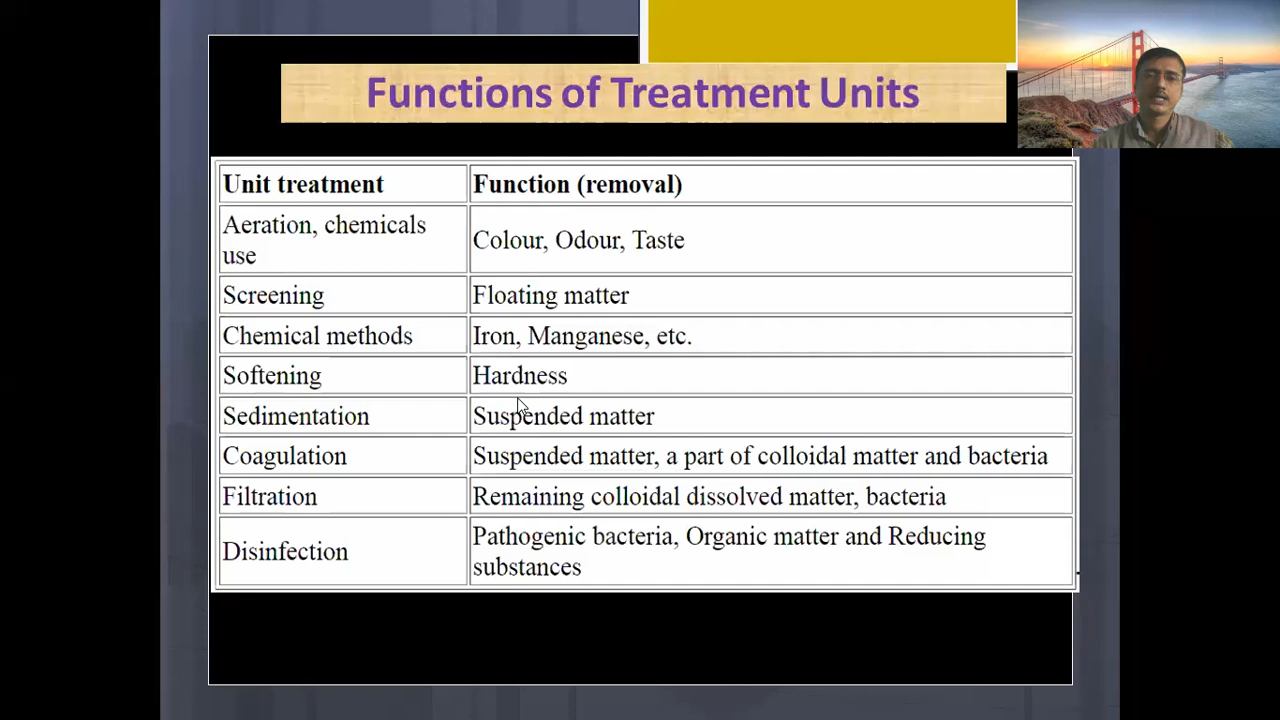 Functions of Treatment Units
Unit treatment Function (removal)
Aeration, chemicals
use
Colour, Odour, Taste
Screening Floating matter
Chemical methods Iron, Manganese, etc.
Softening Hardness
Sedimentation Suspended matter
Coagulation Suspended matter, a part of colloidal matter and bacteria
Filtration Remaining colloidal dissolved matter, bacteria
Disinfection
Pathogenic bacteria, Organic matter and Reducing
substances
.